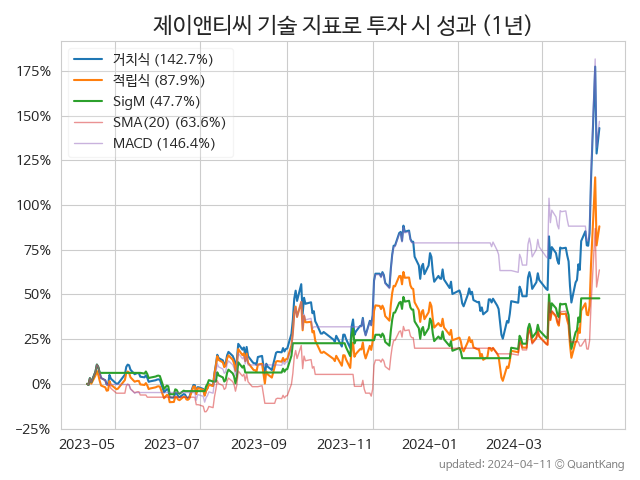 제이앤티씨 기술 지표로 투자 시 성과 (1년)
거치식 (142.7%)
적립식 (87.9%)
SigM (47.7%)
SMA(20) (63.6%)
MACD (146.4%)
175%
150%
125%
100%
75%
50%
25%
0%
−25%
2023-05 2023-07 2023-09 2023-11 2024-01 2024-03
updated: 2024-04-11 © QuantKang